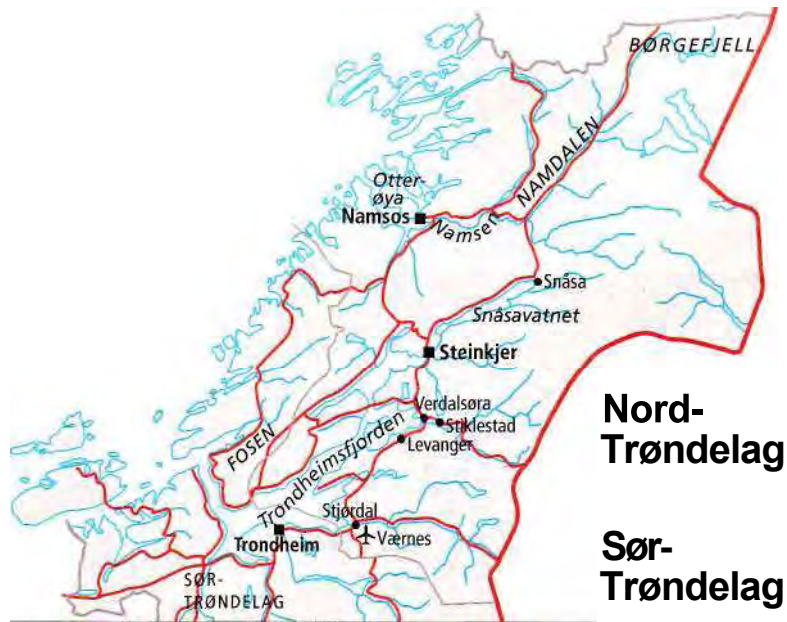 BØRGEFJELL
NAMDALEN
Otter-
øya
Namsos
Namsen
Snåsa
Snåsavatnet
Steinkjer
Verdalsøra
Stiklestad
Levanger
FOSEN
Trondheimsfjorden
Stjørdal
Værnes
Trondheim
SØR-
TRØNDELAG
Nord-
Trøndelag
Sør-
Trøndelag